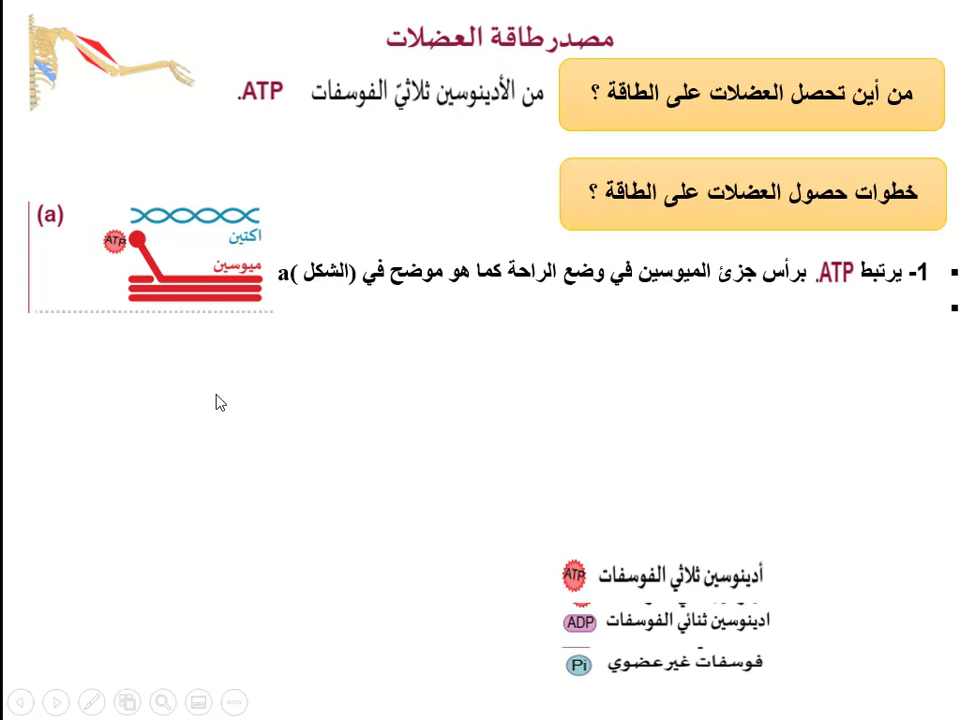 مصدر طاقة العضلات
من أين تحصل العضلات على الطاقة ؟
من الأدينوسين ثلاثيّ الفوسفات ATP.
خطوات حصول العضلات على الطاقة ؟
(a)
اكتين
ATP
ميوسين
1- يرتبط ATP. برأس جزئ الميوسين في وضع الراحة كما هو موضح في (الشكل )a
ATP أدينوسين ثلاثي الفوسفات
ADP ادينوسين ثنائي الفوسفات
Pi فوسفات غير عضوي